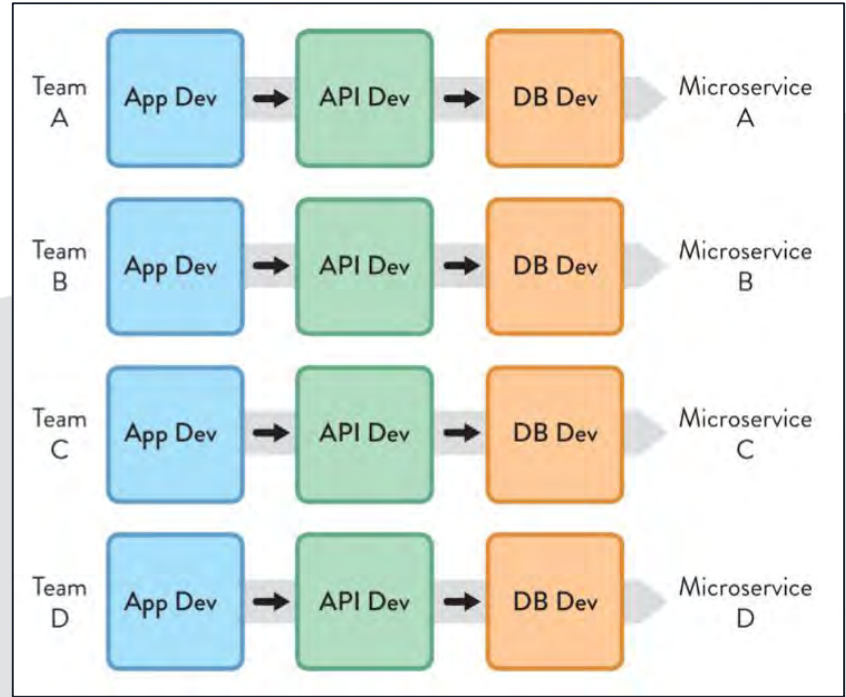 Team
A
App Dev
API Dev
DB Dev
Microservice
A
Team
B
App Dev
API Dev
DB Dev
Microservice
B
Team
C
App Dev
API Dev
DB Dev
Microservice
C
Team
D
App Dev
API Dev
DB Dev
Microservice
D